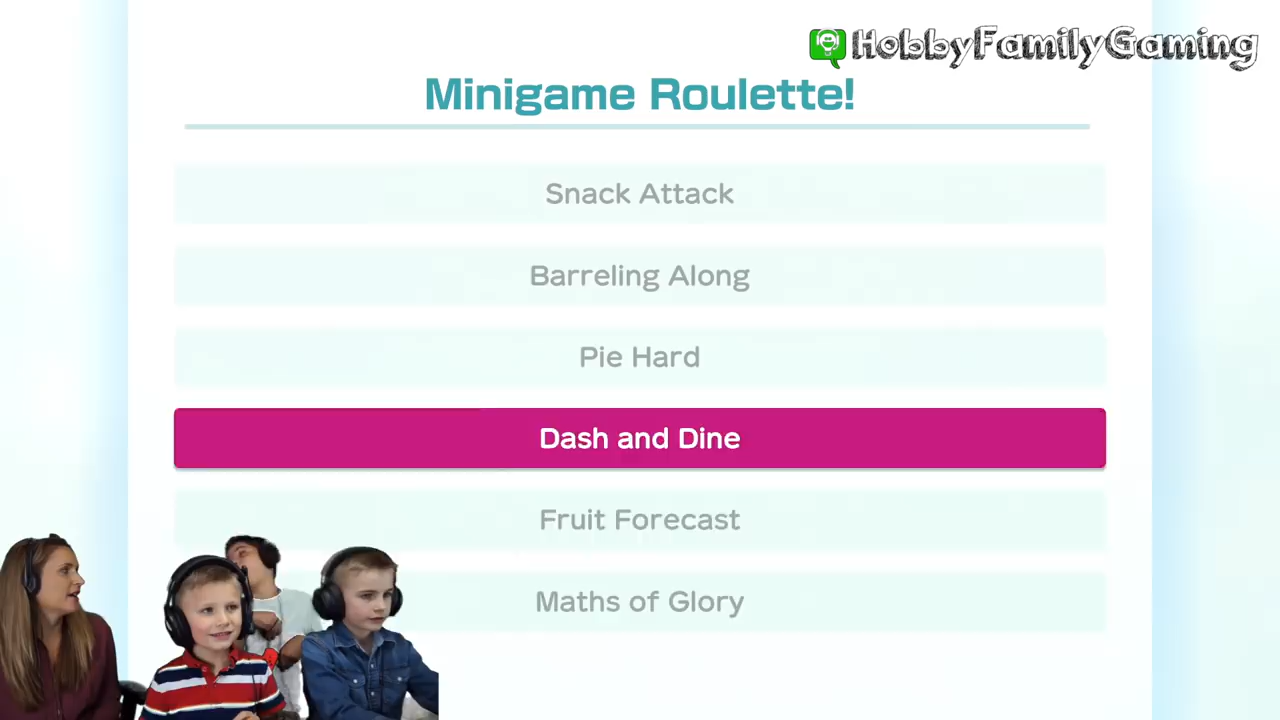 HobbyFamilyGaming
Minigame Roulette!
Snack Attack
Barreling Along
Pie Hard
Dash and Dine
Fruit Forecast
Maths of Glory